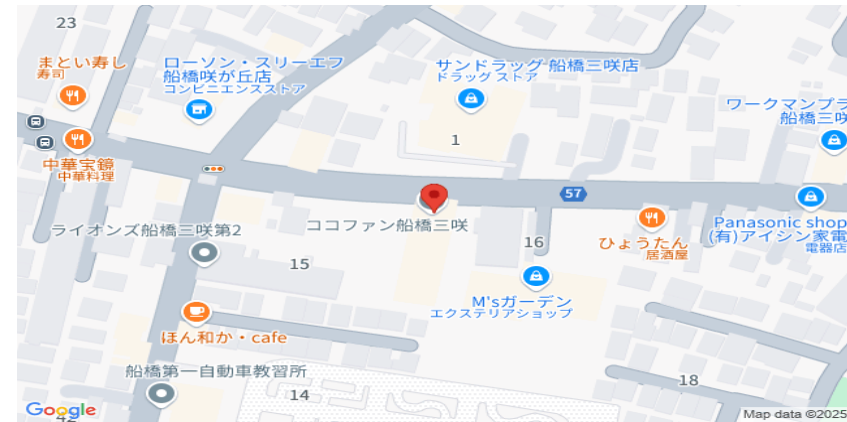 23
まとい寿し
寿司
ローソン・スリーエフ
船橋咲が丘店
コンビニエンスストア
サンドラッグ 船橋三咲店
ドラッグ ストア
ワークマンプラ
船橋三咲
1
中華宝鏡
中華料理
57
ココファン船橋三咲
ライオンズ船橋三咲第2
16
ひょうたん
居酒屋
Panasonic shop
(有)アイシン家電
電器店
15
M'sガーデン
エクステリアショップ
ほん和か・cafe
船橋第一自動車教習所
14
18
Google
42
Map data ©2025